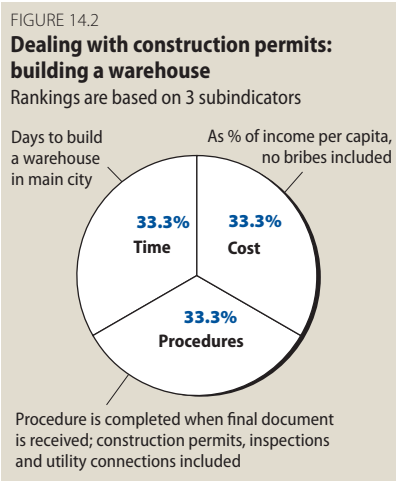 FIGURE 14.2
Dealing with construction permits:
building a warehouse
Rankings are based on 3 subindicators
Days to build
a warehouse
in main city
As % of income per capita,
no bribes included
33.3%
Time
33.3%
Cost
33.3%
Procedures
Procedure is completed when final document
is received; construction permits, inspections
and utility connections included